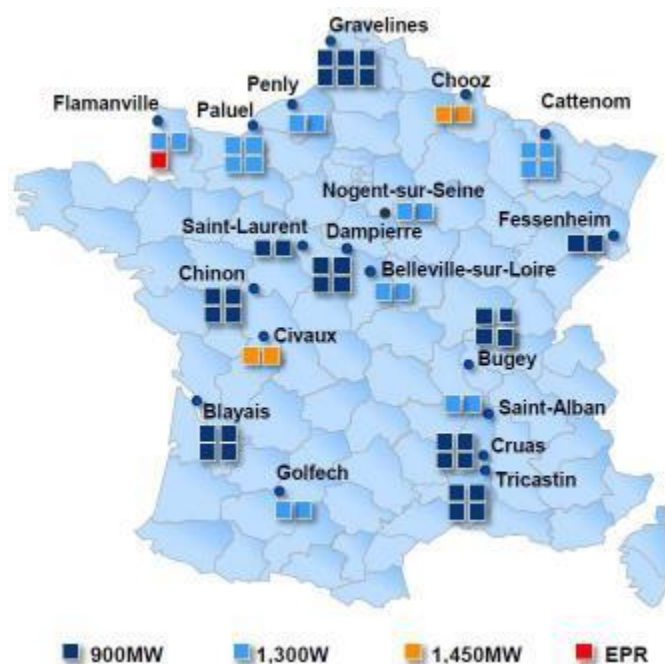 Gravelines
Penly
Chooz
Flamanville
Paluel
Cattenom
Nogent-sur-Seine
Saint-Laurent
Dampierre
Fessenheim
Chinon
Belleville-sur-Loire
Civaux
Bugey
Blayais
Saint-Alban
Cruas
Golfech
Tricastin
900MW
1,300W
1,450MW
EPR